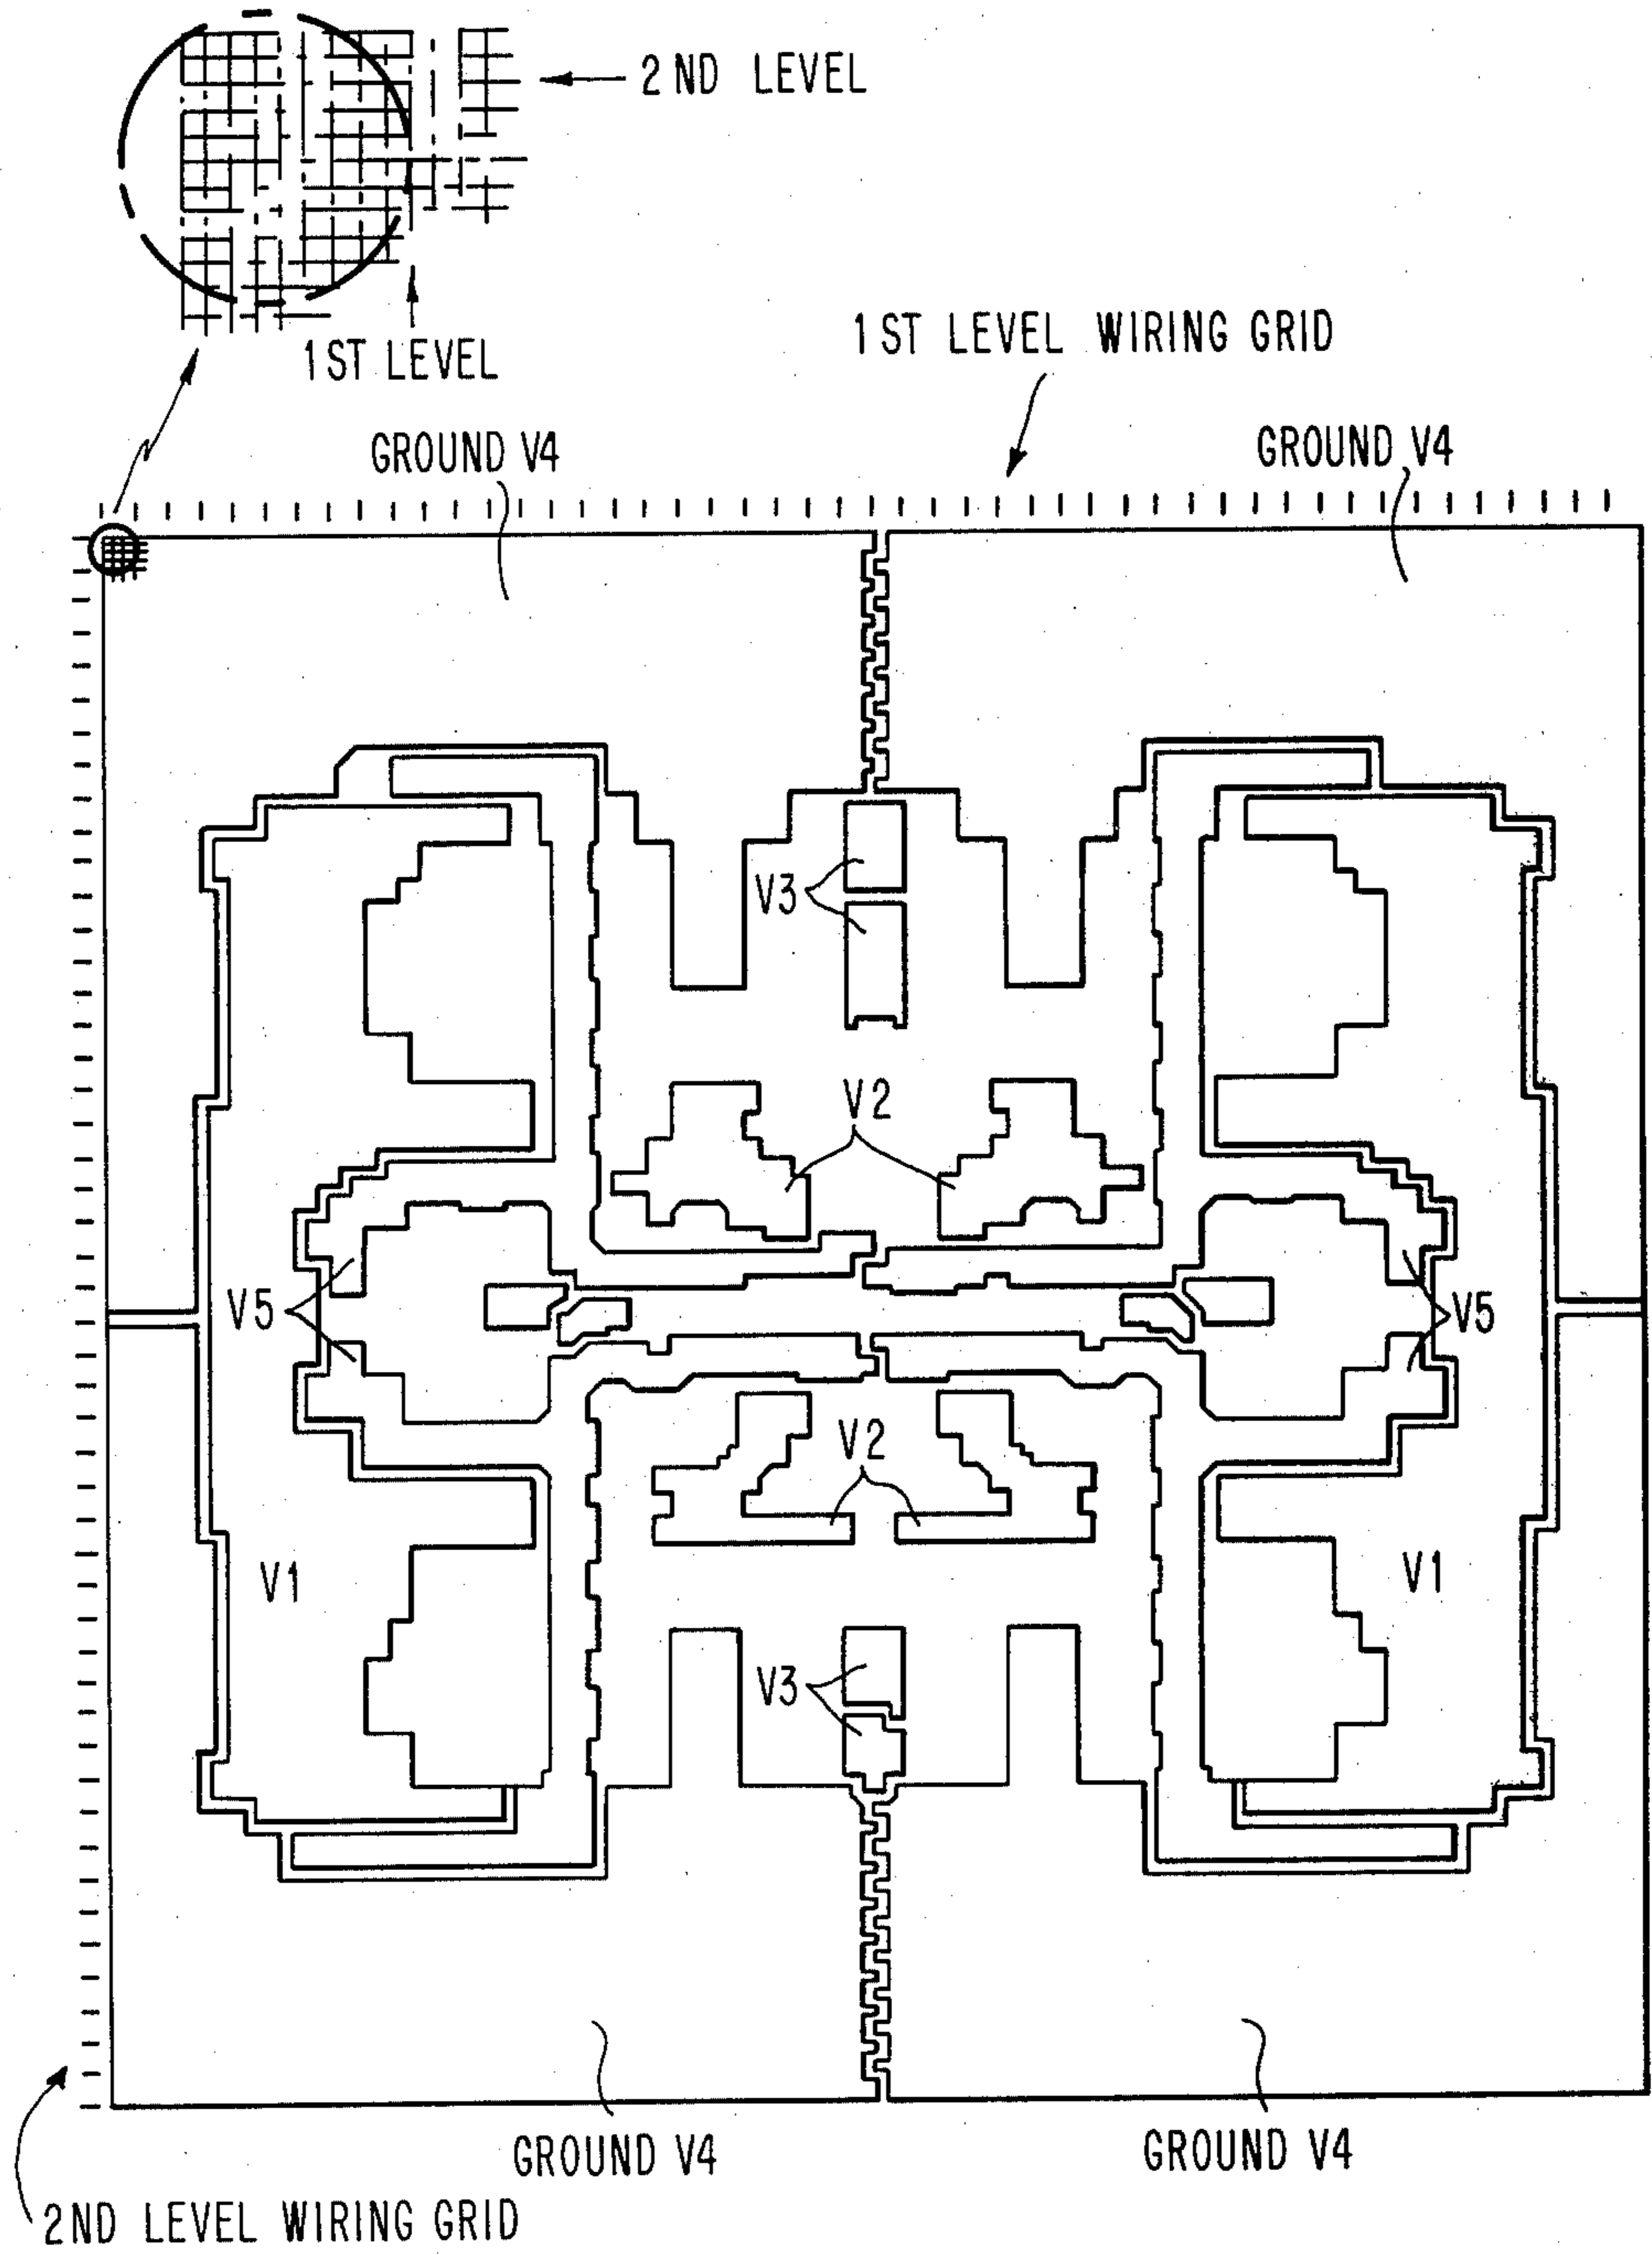 2ND LEVEL
1ST LEVEL
1ST LEVEL WIRING GRID
GROUND V4
GROUND V4
V3
V2
V5
V5
V2
V1
V1
V3
GROUND V4
GROUND V4
2ND LEVEL WIRING GRID